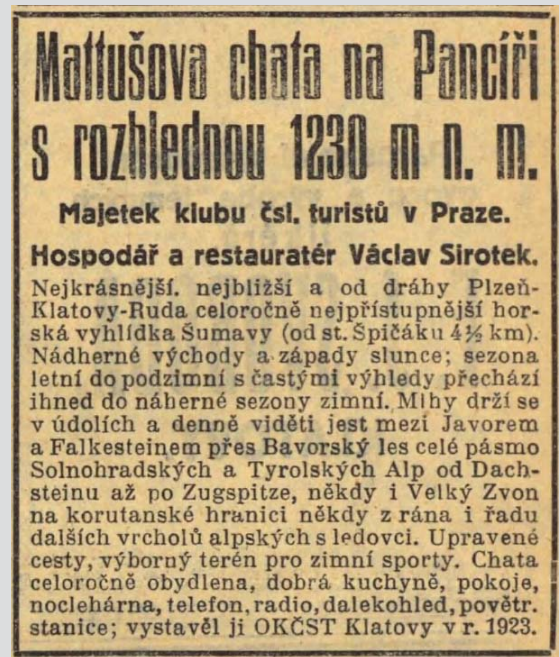 Mattušova chata na Pancíři
s rozhlednou 1230 m n. m.
Majetek klubu čsl. turistů v Praze.
Hospodář a restauratér Václav Sirotek.
Nejkrásnější. nejbližší a od dráhy Plzeň-
Klatovy-Ruda celoročně nejpřístupnější hor-
ská vyhlídka Šumavy (od st. Špičáku 4½ km).
Nádherné východy a západy slunce; sezona
letní do podzimní s častými výhledy přechází
ihned do náherné sezony zimní. Mlhy drží se
v údolích a denně viděti jest mezi Javorem
a Falkesteinem přes Bavorský les celé pásmo
Solnohradských a Tyrolských Alp od Dach-
steinu až po Zugspitze, někdy i Velký Zvon
na korutanské hranici někdy z rána i řadu
dalších vrcholů alpských s ledovci. Upravené
cesty, výborný terén pro zimní sporty. Chata
celoročně obydlena, dobrá kuchyně, pokoje,
noclehárna, telefon, radio, dalekohled, povětr.
stanice; vystavěl ji OKČST Klatovy v r. 1923.